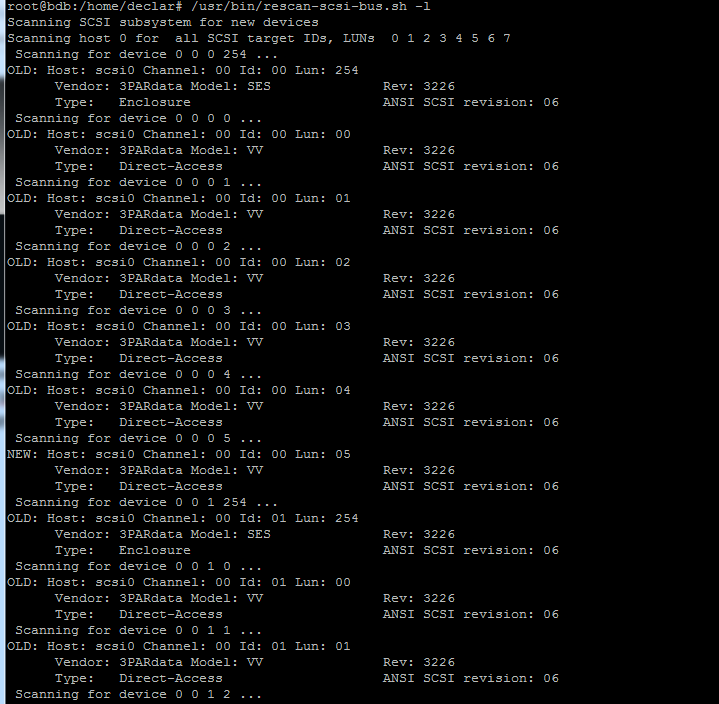 root@bdb:/home/declar# /usr/bin/rescan-scsi-bus.sh -l
Scanning SCSI subsystem for new devices
Scanning host 0 for  all SCSI target IDs, LUNs  0 1 2 3 4 5 6 7
 Scanning for device 0 0 0 254 ...
OLD: Host: scsi0 Channel: 00 Id: 00 Lun: 254
      Vendor: 3PARdata Model: SES              Rev: 3226
      Type:   Enclosure                        ANSI SCSI revision: 06
 Scanning for device 0 0 0 0 ...
OLD: Host: scsi0 Channel: 00 Id: 00 Lun: 00
      Vendor: 3PARdata Model: VV               Rev: 3226
      Type:   Direct-Access                    ANSI SCSI revision: 06
 Scanning for device 0 0 0 1 ...
OLD: Host: scsi0 Channel: 00 Id: 00 Lun: 01
      Vendor: 3PARdata Model: VV               Rev: 3226
      Type:   Direct-Access                    ANSI SCSI revision: 06
 Scanning for device 0 0 0 2 ...
OLD: Host: scsi0 Channel: 00 Id: 00 Lun: 02
      Vendor: 3PARdata Model: VV               Rev: 3226
      Type:   Direct-Access                    ANSI SCSI revision: 06
 Scanning for device 0 0 0 3 ...
OLD: Host: scsi0 Channel: 00 Id: 00 Lun: 03
      Vendor: 3PARdata Model: VV               Rev: 3226
      Type:   Direct-Access                    ANSI SCSI revision: 06
 Scanning for device 0 0 0 4 ...
OLD: Host: scsi0 Channel: 00 Id: 00 Lun: 04
      Vendor: 3PARdata Model: VV               Rev: 3226
      Type:   Direct-Access                    ANSI SCSI revision: 06
 Scanning for device 0 0 0 5 ...
NEW: Host: scsi0 Channel: 00 Id: 00 Lun: 05
      Vendor: 3PARdata Model: VV               Rev: 3226
      Type:   Direct-Access                    ANSI SCSI revision: 06
 Scanning for device 0 0 1 254 ...
OLD: Host: scsi0 Channel: 00 Id: 01 Lun: 254
      Vendor: 3PARdata Model: SES              Rev: 3226
      Type:   Enclosure                        ANSI SCSI revision: 06
 Scanning for device 0 0 1 0 ...
OLD: Host: scsi0 Channel: 00 Id: 01 Lun: 00
      Vendor: 3PARdata Model: VV               Rev: 3226
      Type:   Direct-Access                    ANSI SCSI revision: 06
 Scanning for device 0 0 1 1 ...
OLD: Host: scsi0 Channel: 00 Id: 01 Lun: 01
      Vendor: 3PARdata Model: VV               Rev: 3226
      Type:   Direct-Access                    ANSI SCSI revision: 06
 Scanning for device 0 0 1 2 ...